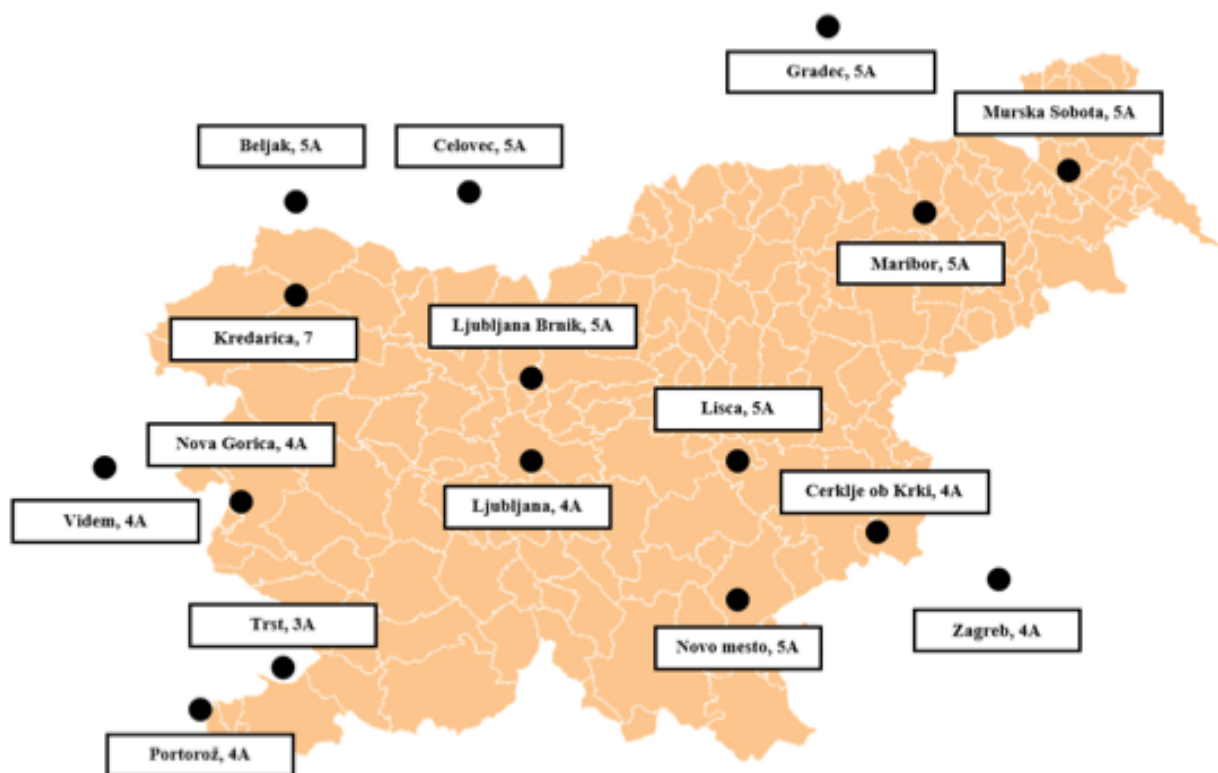 Gradec, 5A
Murska Sobota, 5A
Beljak, 5A
Celovec, 5A
Maribor, 5A
Ljubljana Brnik, 5A
Kredarica, 7
Lisca, 5A
Nova Gorica, 4A
Cerklje ob Krki, 4A
Ljubljana, 4A
Videm, 4A
Trst, 3A
Zagreb, 4A
Novo mesto, 5A
Portorož, 4A